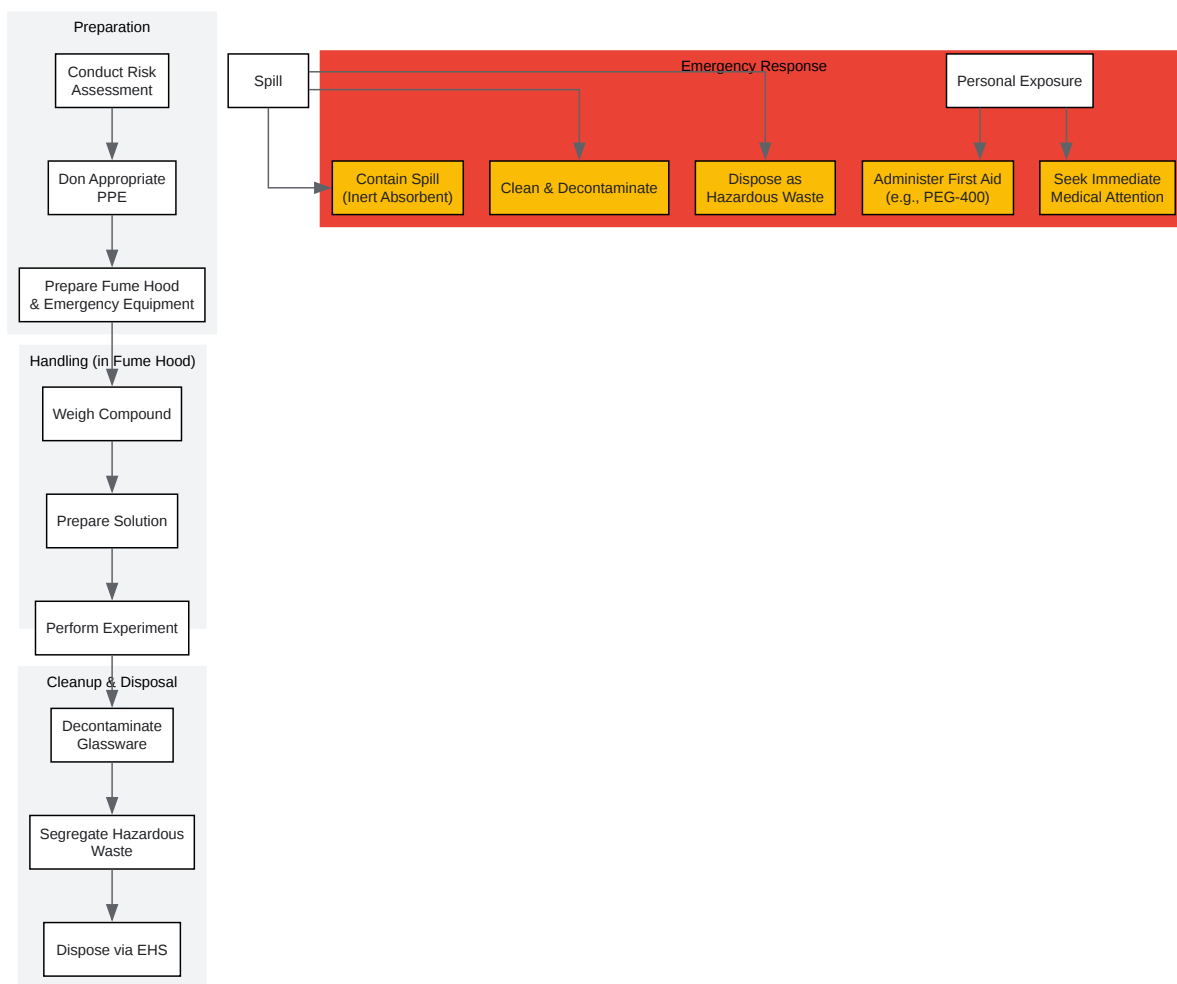 Preparation
Conduct Risk
Assessment
Don Appropriate
PPE
Prepare Fume Hood
& Emergency Equipment
Handling (in Fume Hood)
Weigh Compound
Prepare Solution
Perform Experiment
Cleanup & Disposal
Decontaminate
Glassware
Segregate Hazardous
Waste
Dispose via EHS
Spill
Emergency Response
Personal Exposure
Contain Spill
(Inert Absorbent)
Clean & Decontaminate
Dispose as
Hazardous Waste
Administer First Aid
(e.g., PEG-400)
Seek Immediate
Medical Attention